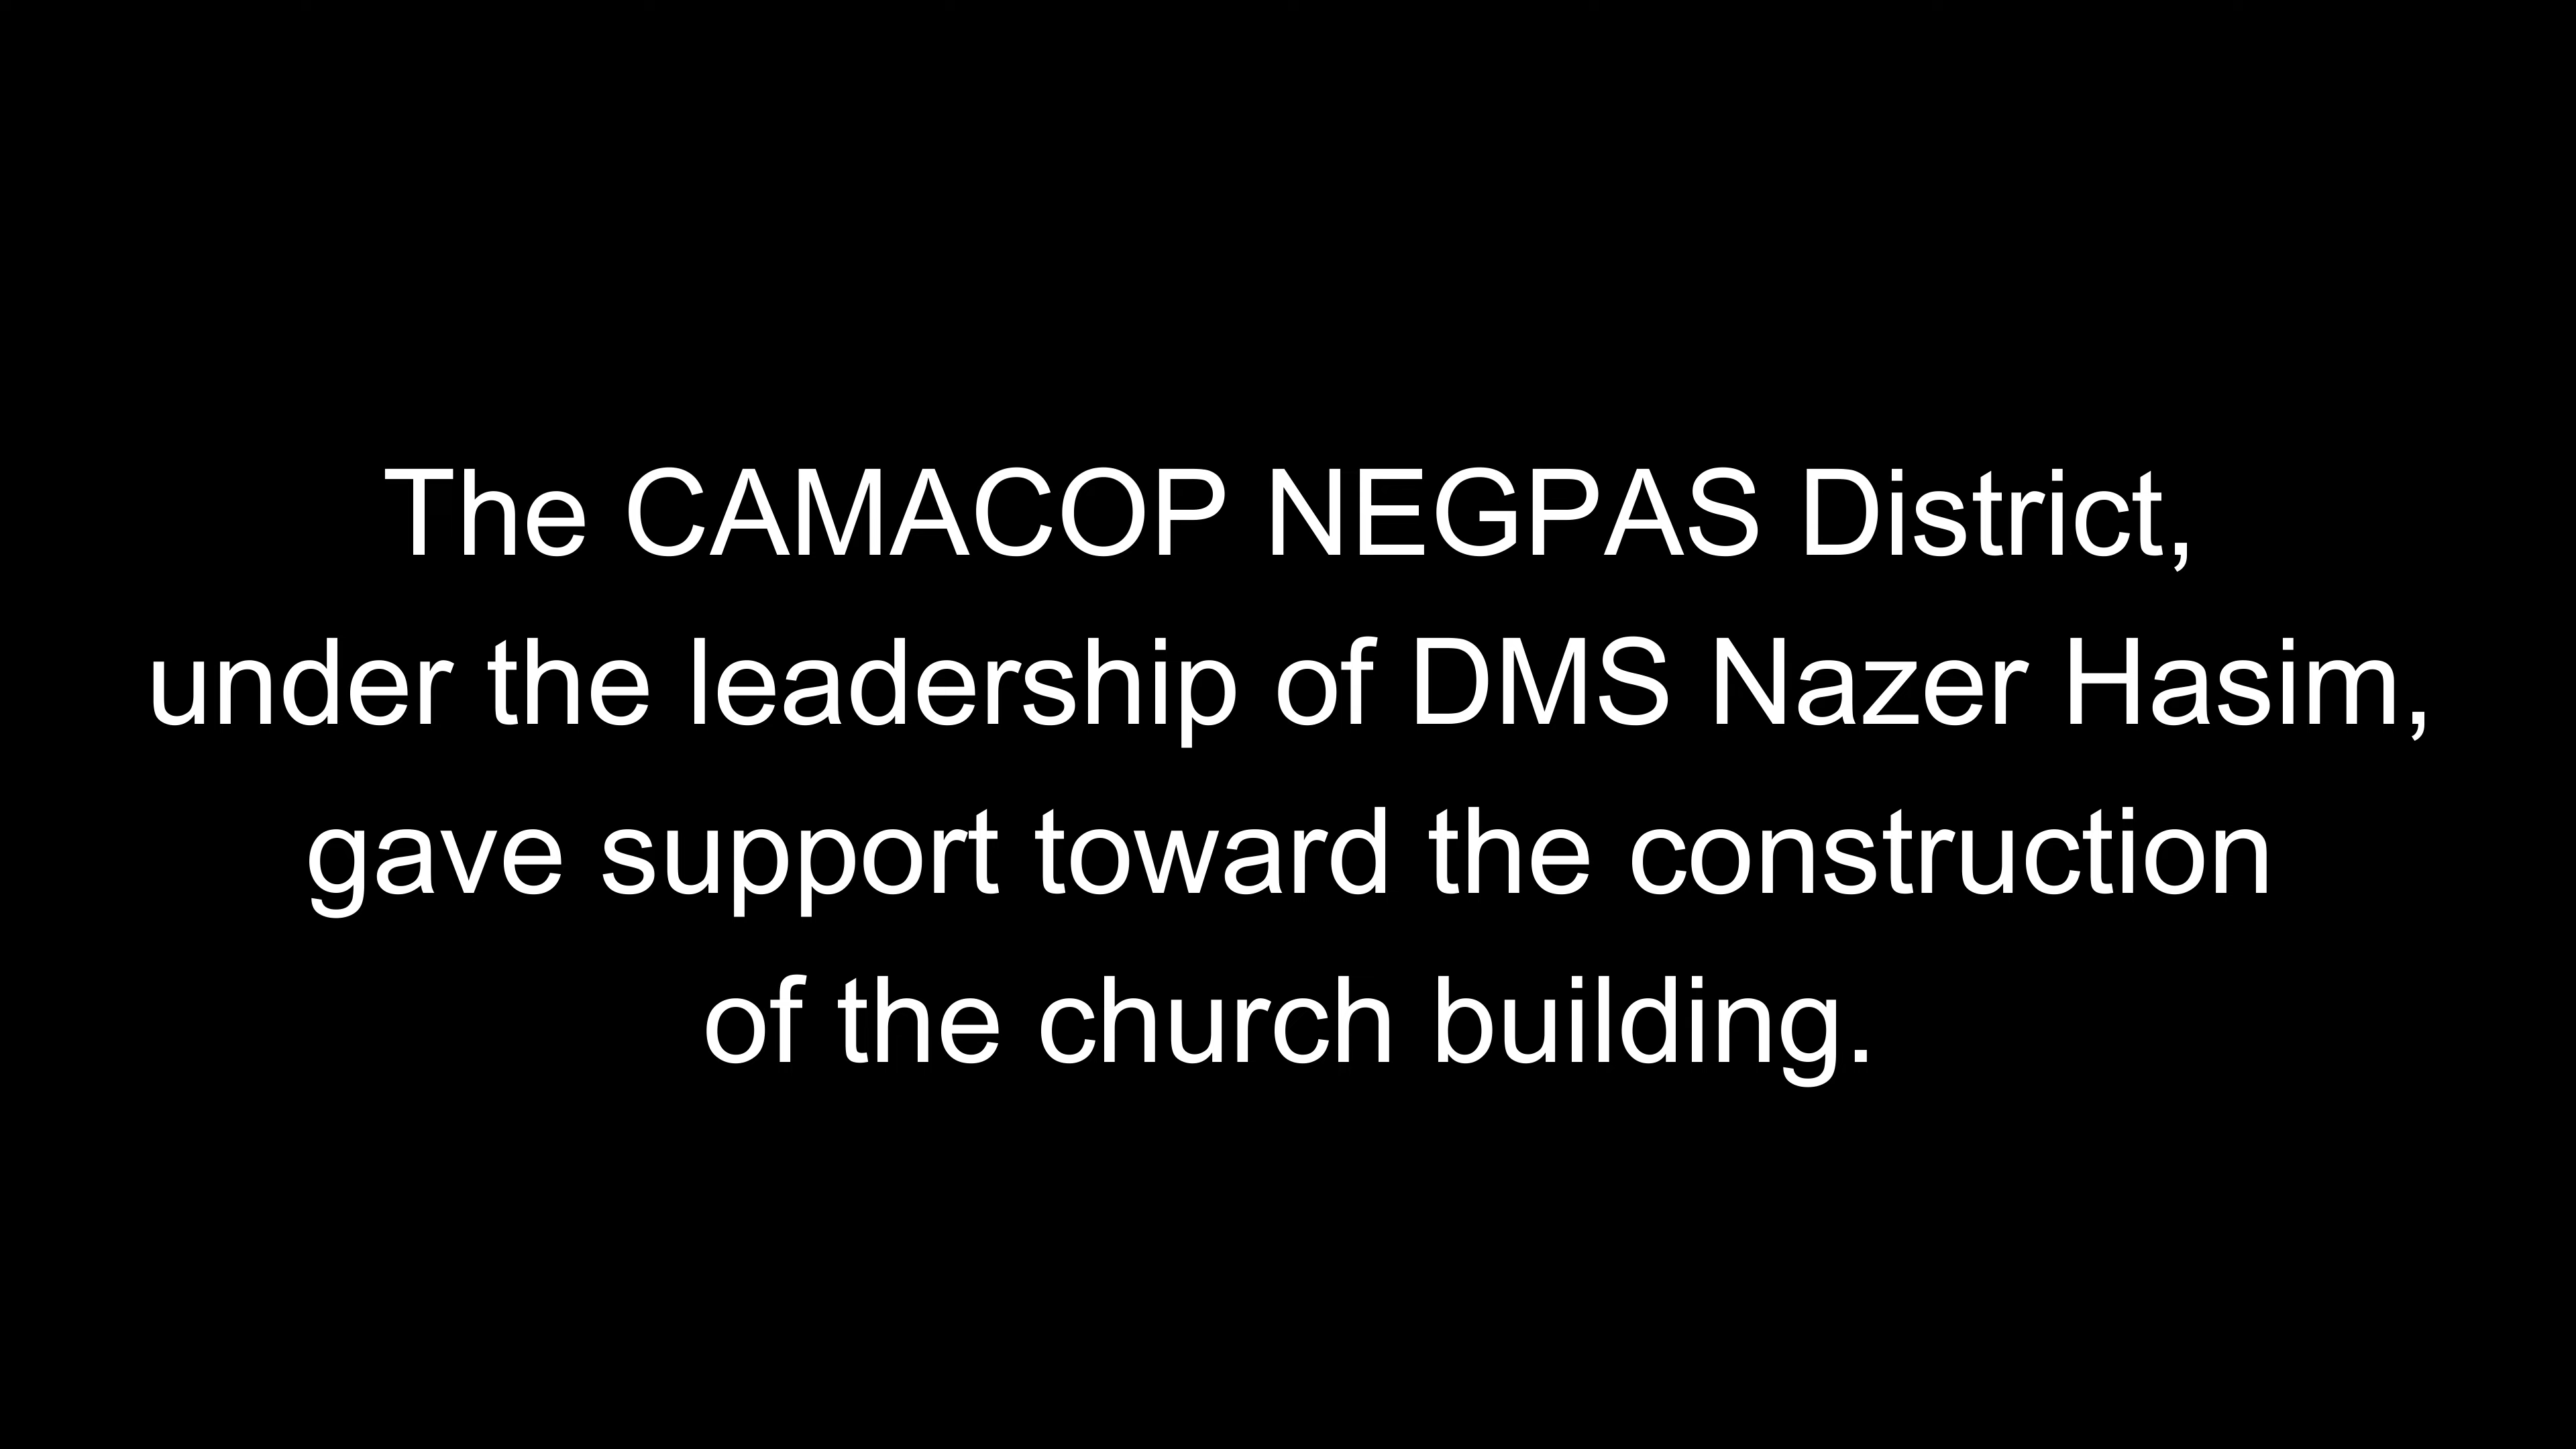 The CAMACOP NEGPAS District,
under the leadership of DMS Nazer Hasim,
gave support toward the construction
of the church building.